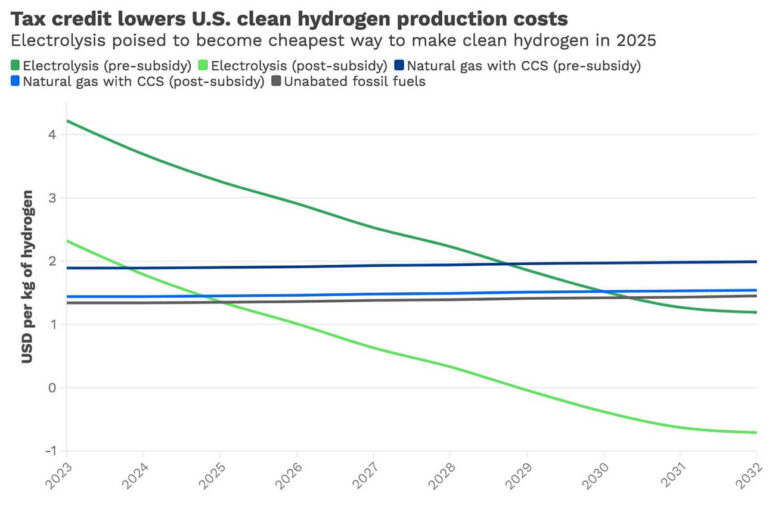 Tax credit lowers U.S. clean hydrogen production costs
Electrolysis poised to become cheapest way to make clean hydrogen in 2025
Electrolysis (pre-subsidy) Electrolysis (post-subsidy) Natural gas with CCS (pre-subsidy)
Natural gas with CCS (post-subsidy) Unabated fossil fuels
USD per kg of hydrogen
4
3
2
1
0
-1
2023 2024 2025 2026 2027 2028 2029 2030 2031 2032